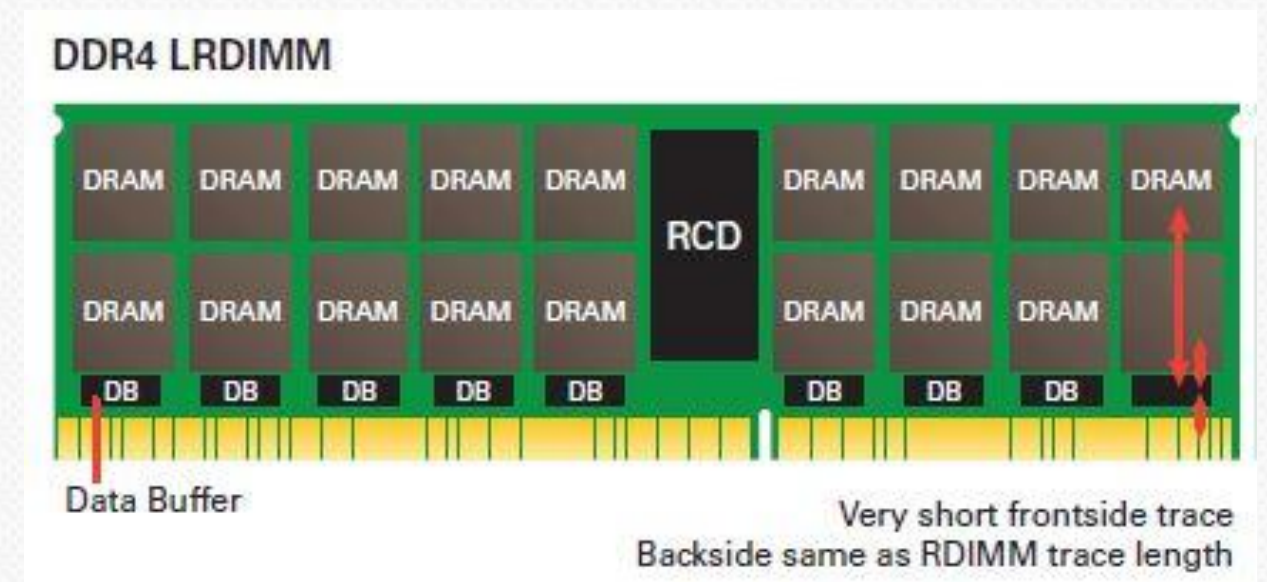 DDR4 LRDIMM
DRAM DRAM DRAM DRAM DRAM DRAM DRAM DRAM DRAM
RCD
DRAM DRAM DRAM DRAM DRAM DRAM DRAM DRAM
DB DB DB DB DB DB DB DB
Data Buffer
Very short frontside trace
Backside same as RDIMM trace length